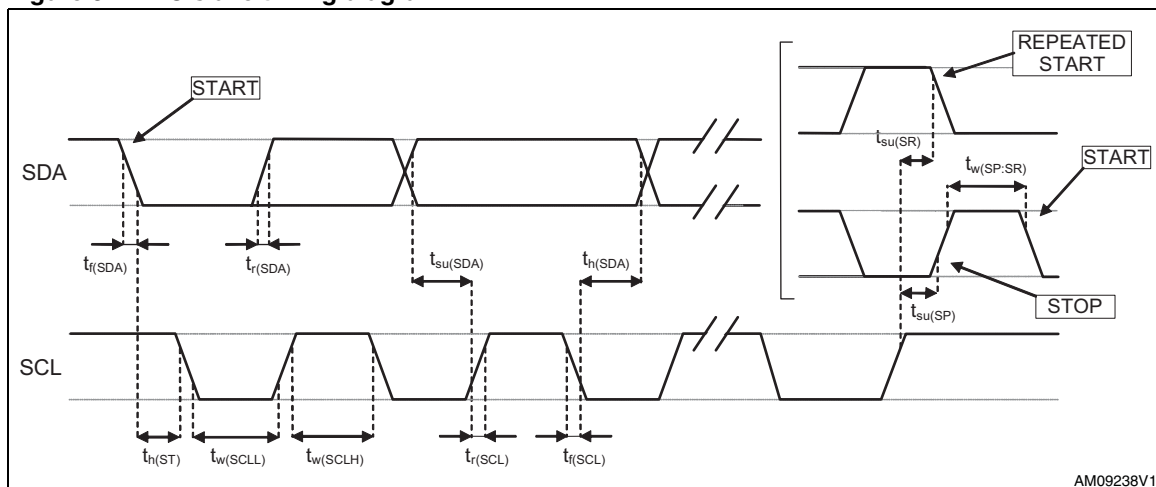 REPEATED
START
START
SDA
t_su(SR)
t_w(SP:SR)
START
t_f(SDA)
t_r(SDA)
t_su(SDA)
t_h(SDA)
t_su(SP)
STOP
SCL
t_h(ST)
t_w(SCLL)
t_w(SCLH)
t_r(SCL)
t_f(SCL)
AM09238V1